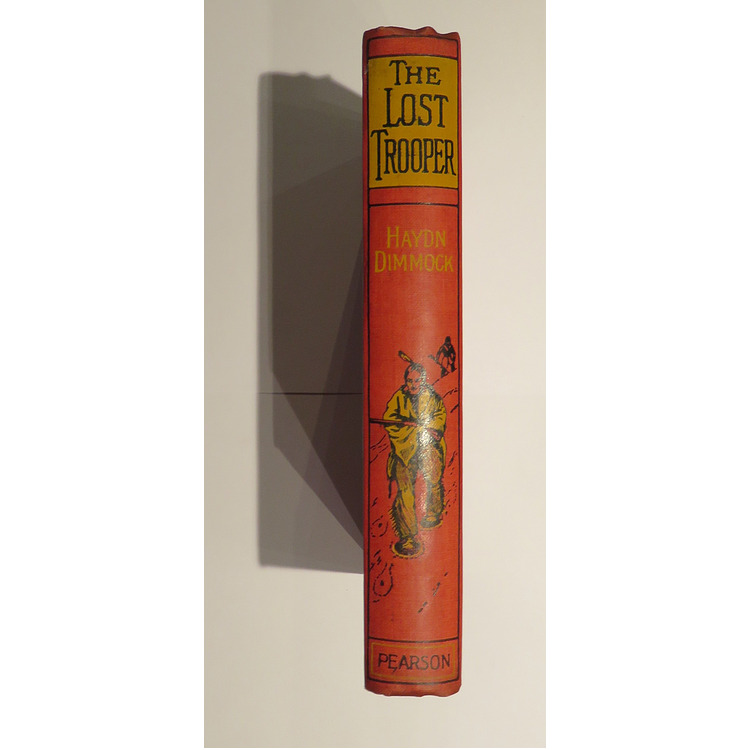 THE
LOST
TROOPER
HAYDN
DIMMOCK
PEARSON